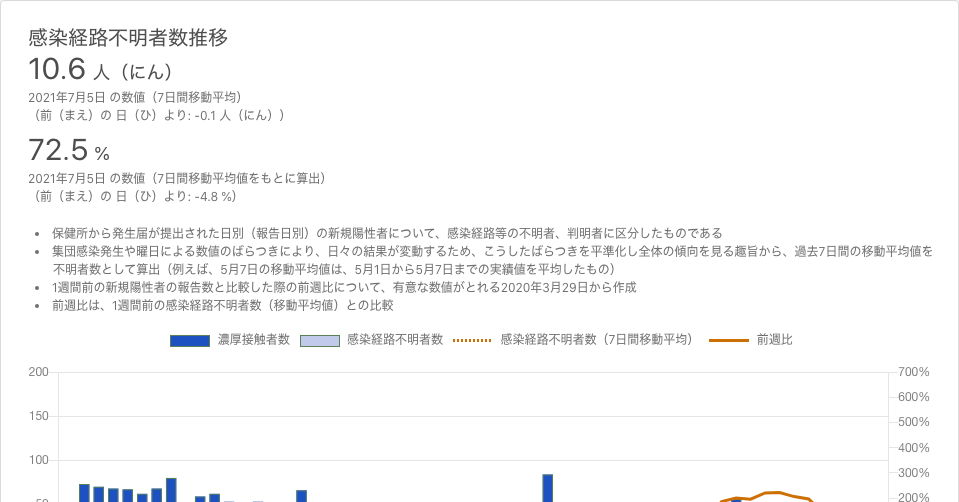 感染経路不明者数推移
10.6 人（にん）
2021年7月5日 の数値（7日間移動平均）
（前（まえ）の 日（ひ）より: -0.1 人（にん））
72.5 %
2021年7月5日 の数値（7日間移動平均値をもとに算出）
（前（まえ）の 日（ひ）より: -4.8 %）
• 保健所から発生届が提出された日別（報告日別）の新規陽性者について、感染経路等の不明者、判明者に区分したものである
• 集団感染発生や曜日による数値のばらつきにより、日々の結果が変動するため、こうしたばらつきを平準化し全体の傾向を見る趣旨から、過去7日間の移動平均値を
不明者数として算出（例えば、5月7日の移動平均値は、5月1日から5月7日までの実績値を平均したもの）
• 1週間前の新規陽性者の報告数と比較した際の前週比について、有意な数値がとれる2020年3月29日から作成
• 前週比は、1週間前の感染経路不明者数（移動平均値）との比較
濃厚接触者数 感染経路不明者数 感染経路不明者数（7日間移動平均） 前週比
200 700%
600%
150 500%
400%
100 300%
50 200%